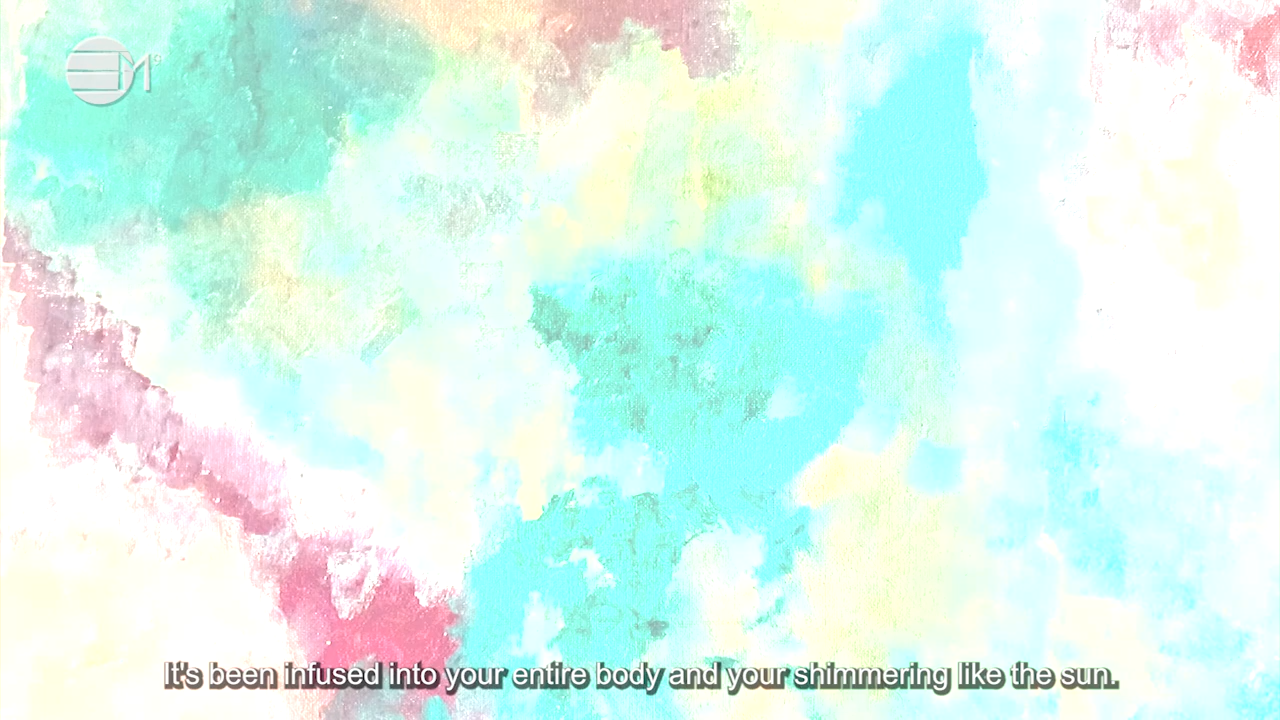 It's been infused into your entire body and your shimmering like the sun.